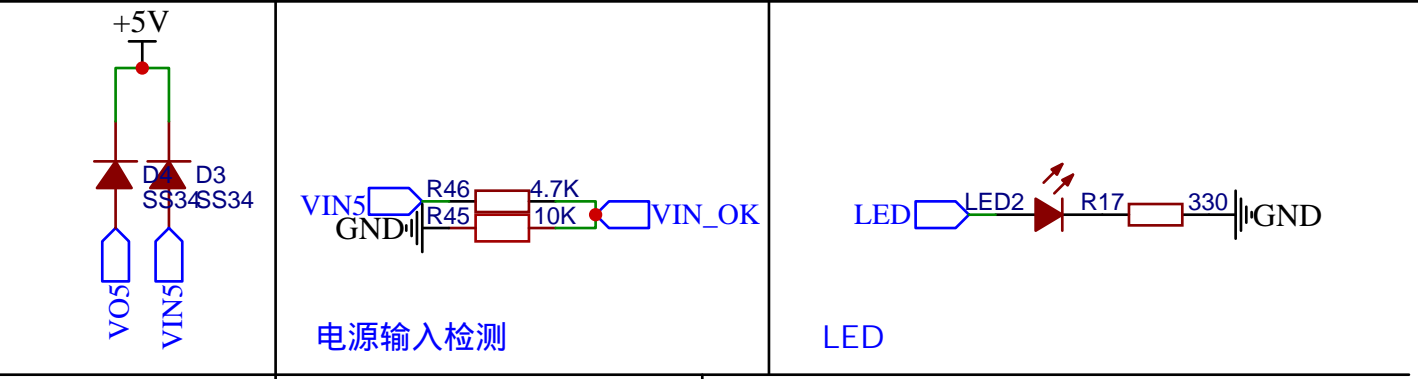 +5V
D4 D3
SS34 SS34
VO5
VIN5
VIN5 R46 4.7K
GND R45 10K
VIN_OK
电源输入检测
LED LED2 R17 330 GND
LED